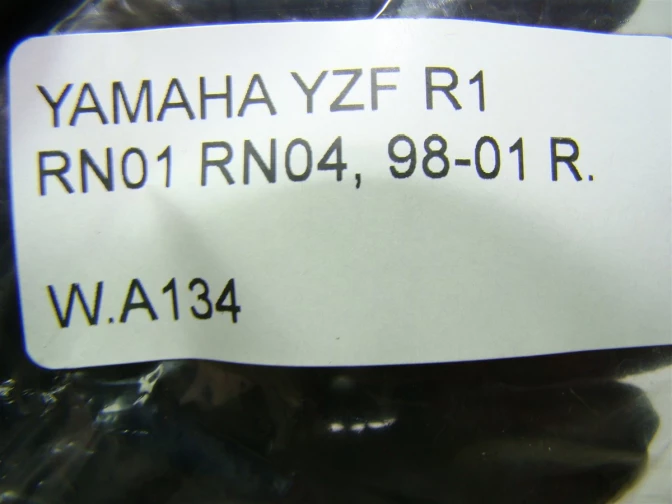 YAMAHA YZF R1
RN01 RN04, 98-01 R.
W.A134